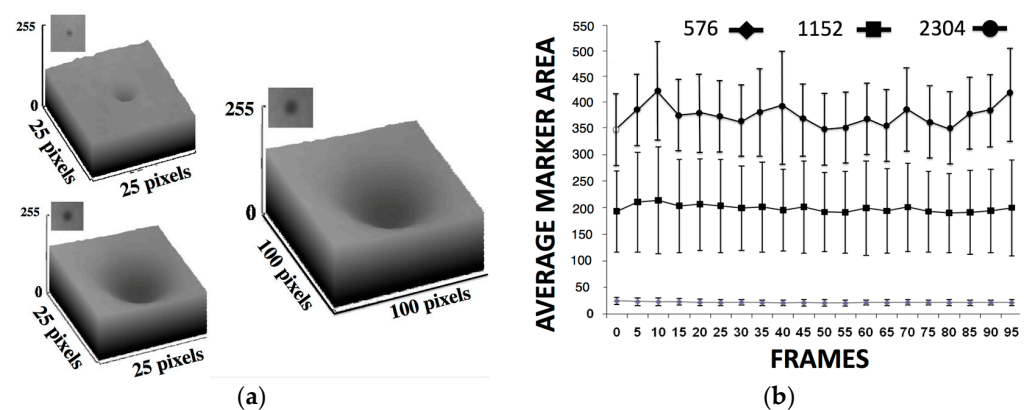 255
0
25 pixels
25 pixels
255
0
25 pixels
25 pixels
255
0
100 pixels
100 pixels
(a)
576 1152 2304
AVERAGE MARKER AREA
550
500
450
400
350
300
250
200
150
100
50
0
0 5 10 15 20 25 30 35 40 45 50 55 60 65 70 75 80 85 90 95
FRAMES
(b)